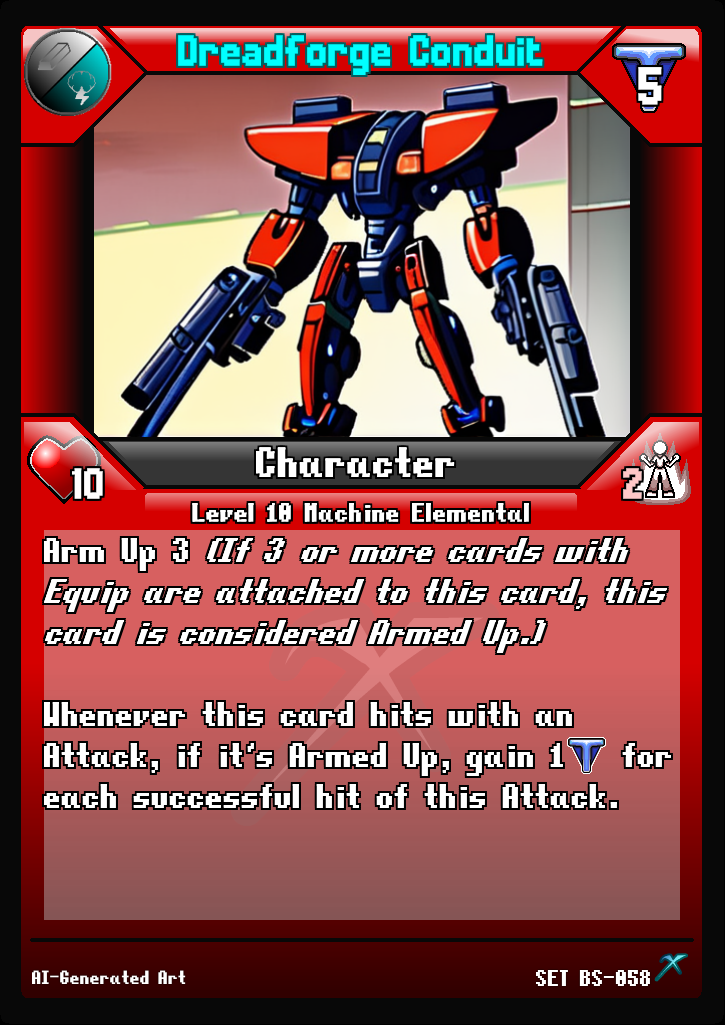 Dreadforge Conduit
5
Character
10
2
Level 10 Machine Elemental
Arm Up 3 (If 3 or more cards with
Equip are attached to this card, this
card is considered Armed Up.)
Whenever this card hits with an
Attack, if it's Armed Up, gain 1 for
each successful hit of this Attack.
AI-Generated Art
SET BS-058